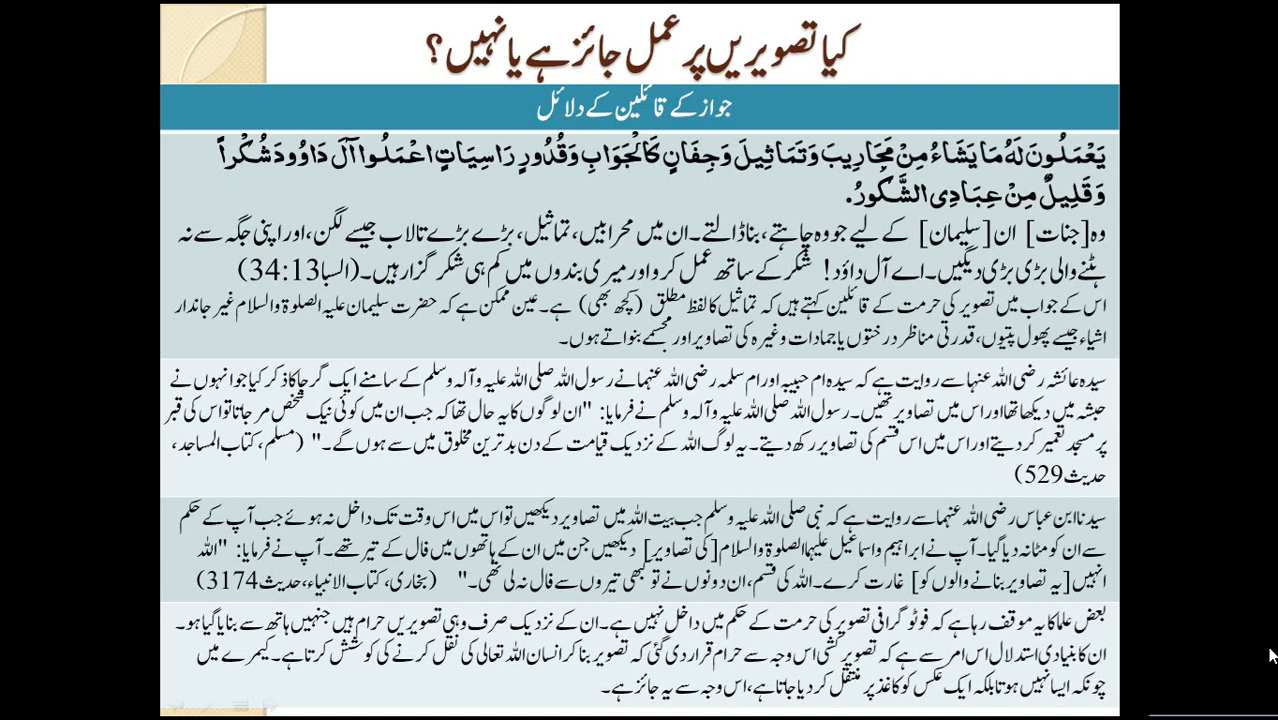 کیا تصویریں پر عمل جائز ہے یا نہیں؟
جواز کے قائلین کے دلائل
يَعْمَلُونَ لَهُ مَا يَشَاءُ مِنْ مَحَارِيبَ وَتَمَاثِيلَ وَجِفَانٍ كَالْجَوَابِ وَقُدُورٍ رَاسِيَاتٍ اعْمَلُوا آلَ دَاوُودَ شُكْراً
وَقَلِيلٌ مِنْ عِبَادِي الشَّكُورُ.
وہ [جنات] ان [سلیمان] کے لیے جو وہ چاہتے، بنا ڈالتے۔ ان میں محرابیں، تماثیل، بڑے بڑے تالاب جیسے لگن، اور اپنی جگہ سے نہ
ہٹنے والی بڑی بڑی دیگیں۔ اے آل داؤد! شکر کے ساتھ عمل کرو اور میری بندوں میں کم ہی شکر گزار ہیں۔ (السبا 34:13)
اس کے جواب میں تصویر کی حرمت کے قائلین کہتے ہیں کہ تماثیل کا لفظ مطلق (کچھ بھی) ہے۔ عین ممکن ہے کہ حضرت سلیمان علیہ الصلوۃ والسلام غیر جاندار
اشیاء جیسے پھول پتیوں، قدرتی مناظر درختوں یا جمادات وغیرہ کی تصاویر اور مجسمے بنواتے ہوں۔
سیدہ عائشہ رضی اللہ عنہا سے روایت ہے کہ سیدہ ام حبیبہ اور ام سلمہ رضی اللہ عنہما نے رسول اللہ صلی اللہ علیہ وآلہ وسلم کے سامنے ایک گرجا کا ذکر کیا جو انہوں نے
حبشہ میں دیکھا تھا اور اس میں تصاویر تھیں۔ رسول اللہ صلی اللہ علیہ وآلہ وسلم نے فرمایا: "ان لوگوں کا یہ حال تھا کہ جب ان میں کوئی نیک شخص مر جاتا تو اس کی قبر
پر مسجد تعمیر کر دیتے اور اس میں اس قسم کی تصاویر رکھ دیتے۔ یہ لوگ اللہ کے نزدیک قیامت کے دن بدترین مخلوق میں سے ہوں گے۔" (مسلم، کتاب المساجد،
حدیث 529)
سیدنا ابن عباس رضی اللہ عنہما سے روایت ہے کہ نبی صلی اللہ علیہ وسلم جب بیت اللہ میں تصاویر دیکھیں تو اس میں اس وقت تک داخل نہ ہوئے جب آپ کے حکم
سے ان کو مٹا نہ دیا گیا۔ آپ نے ابراہیم و اسماعیل علیہما الصلوۃ والسلام [کی تصاویر] دیکھیں جن میں ان کے ہاتھوں میں فال کے تیر تھے۔ آپ نے فرمایا: "اللہ
انہیں [یہ تصاویر بنانے والوں کو] غارت کرے۔ اللہ کی قسم، ان دونوں نے تو کبھی تیروں سے فال نہ لی تھی۔" (بخاری، کتاب الانبیاء، حدیث 3174)
بعض علما کا یہ موقف رہا ہے کہ فوٹو گرافی تصویر کی حرمت کے حکم میں داخل نہیں ہے۔ ان کے نزدیک صرف وہی تصویریں حرام ہیں جنہیں ہاتھ سے بنایا گیا ہو۔
ان کا بنیادی استدلال اس امر سے ہے کہ تصویر کشی اس وجہ سے حرام قرار دی گئی کہ تصویر بنا کر انسان اللہ تعالی کی نقل کرنے کی کوشش کرتا ہے۔ کیمرے میں
چونکہ ایسا نہیں ہوتا بلکہ ایک عکس کو کاغذ پر منتقل کر دیا جاتا ہے، اس وجہ سے یہ جائز ہے۔